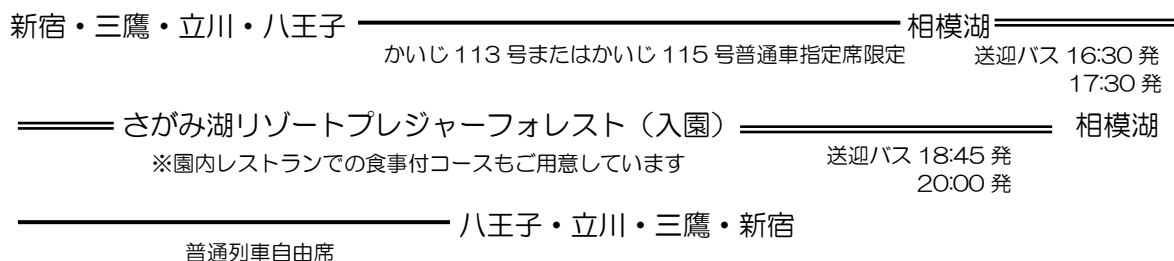 新宿・三鷹・立川・八王子 相模湖
かいじ 113 号またはかいじ 115 号普通車指定席限定 送迎バス 16:30 発
17:30 発
さがみ湖リゾートプレジャーフォレスト（入園） 相模湖
※園内レストランでの食事付コースもご用意しています 送迎バス 18:45 発
20:00 発
八王子・立川・三鷹・新宿
普通列車自由席